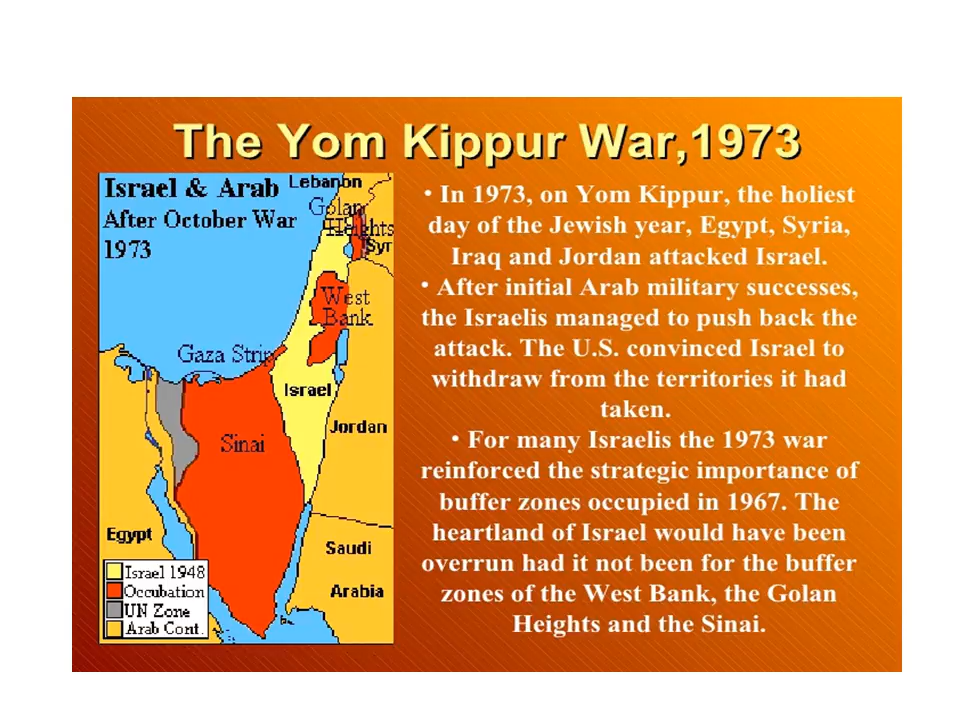 The Yom Kippur War,1973
Israel & Arab
After October War
1973
Lebanon
Golan
Heights
Syr
West
Bank
Gaza Strip
Israel
Jordan
Sinai
Egypt
Saudi
Arabia
Israel 1948
Occubation
UN Zone
Arab Cont.
• In 1973, on Yom Kippur, the holiest
day of the Jewish year, Egypt, Syria,
Iraq and Jordan attacked Israel.
• After initial Arab military successes,
the Israelis managed to push back the
attack. The U.S. convinced Israel to
withdraw from the territories it had
taken.
• For many Israelis the 1973 war
reinforced the strategic importance of
buffer zones occupied in 1967. The
heartland of Israel would have been
overrun had it not been for the buffer
zones of the West Bank, the Golan
Heights and the Sinai.